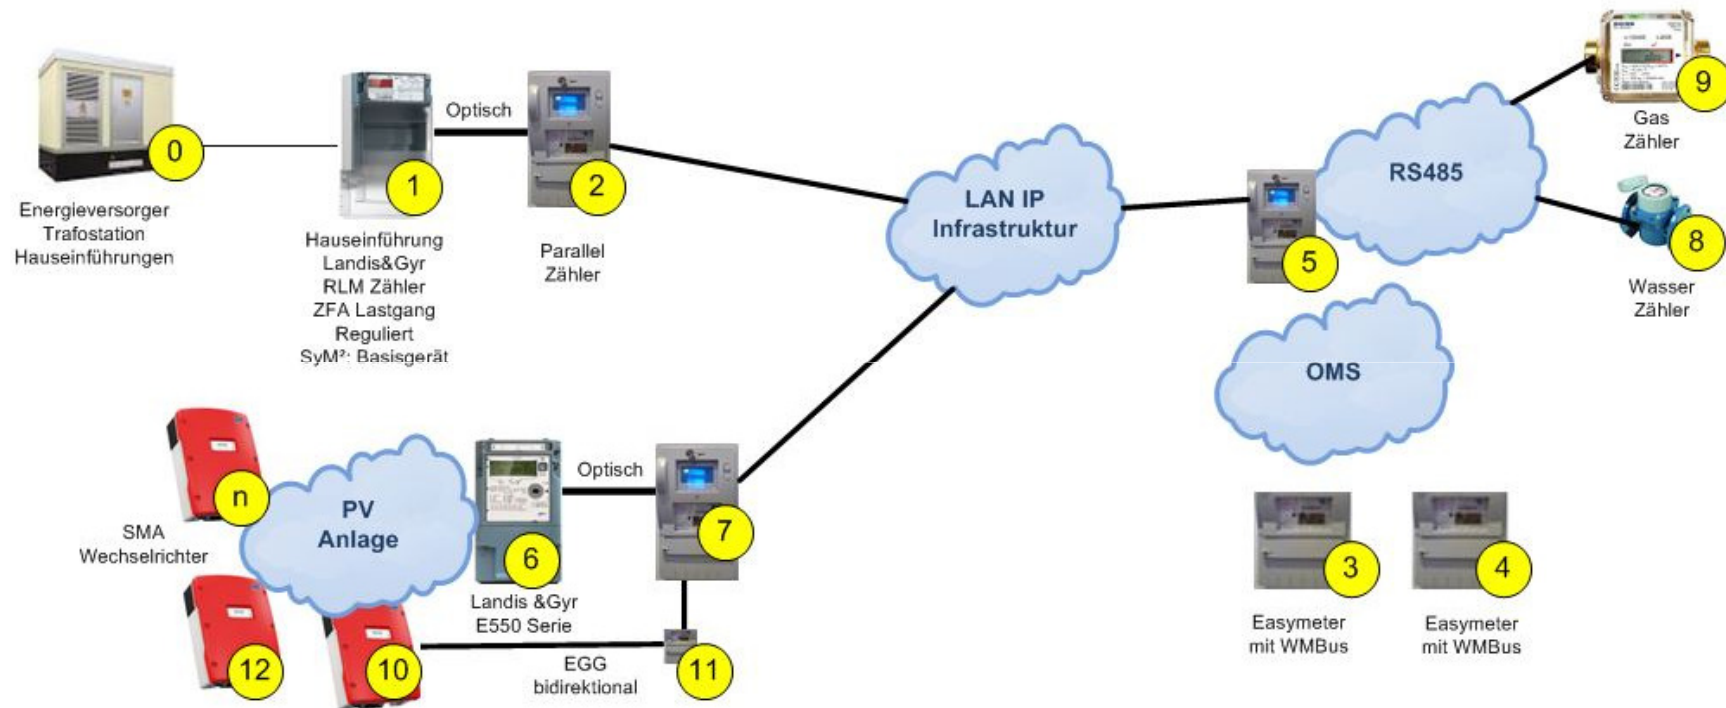 0
Energieversorger
Trafostation
Hauseinführungen
1
Hauseinführung
Landis&Gyr
RLM Zähler
ZFA Lastgang
Reguliert
SyM²: Basisgerät
Optisch
2
Parallel
Zähler
LAN IP
Infrastruktur
5
RS485
9
Gas
Zähler
8
Wasser
Zähler
OMS
3
Easymeter
mit WMBus
4
Easymeter
mit WMBus
n
SMA
Wechselrichter
12
10
PV
Anlage
6
Landis &Gyr
E550 Serie
Optisch
7
11
EGG
bidirektional